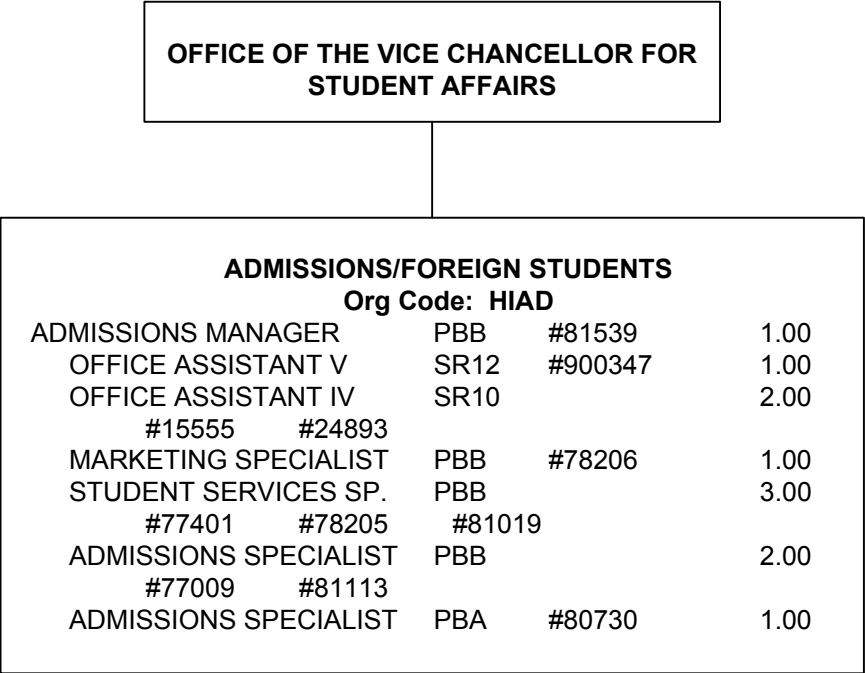 OFFICE OF THE VICE CHANCELLOR FOR
STUDENT AFFAIRS
ADMISSIONS/FOREIGN STUDENTS
Org Code: HIAD
ADMISSIONS MANAGER PBB #81539 1.00
OFFICE ASSISTANT V SR12 #900347 1.00
OFFICE ASSISTANT IV SR10 2.00
#15555 #24893
MARKETING SPECIALIST PBB #78206 1.00
STUDENT SERVICES SP. PBB 3.00
#77401 #78205 #81019
ADMISSIONS SPECIALIST PBB 2.00
#77009 #81113
ADMISSIONS SPECIALIST PBA #80730 1.00